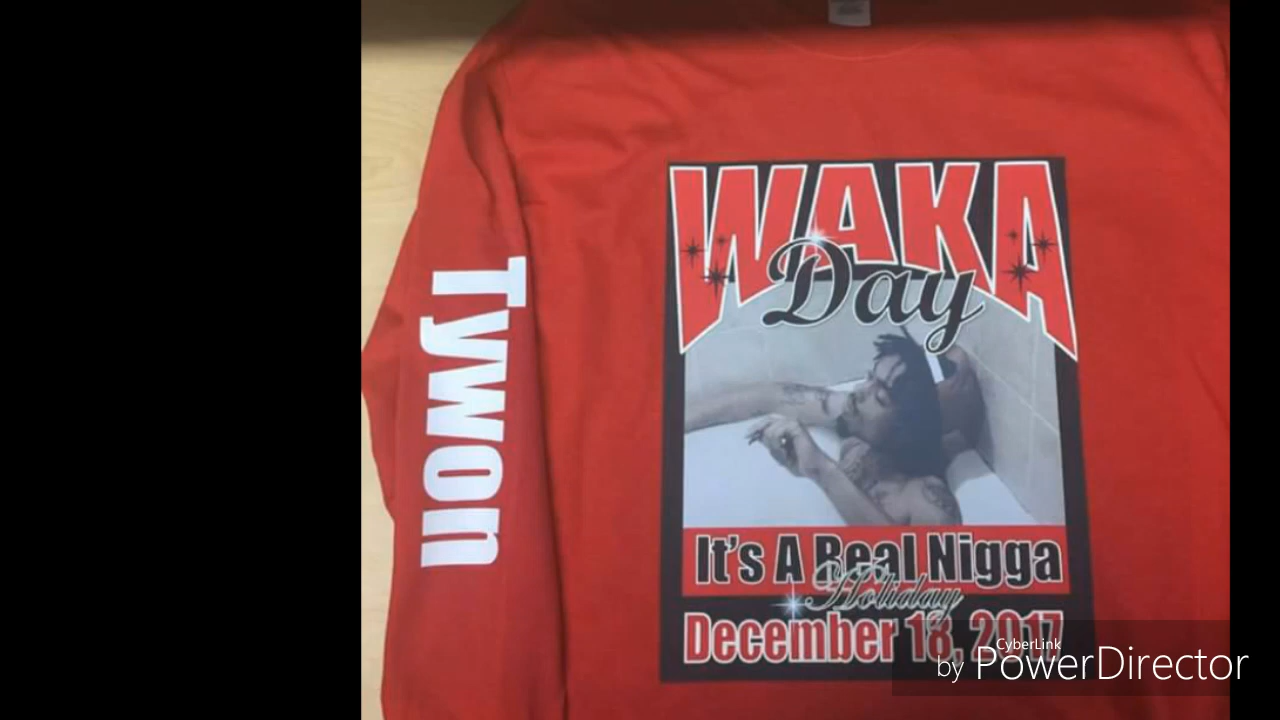 WAKA
Day
Tywon
It's A Real Nigga
Holiday
December 18, 2017
CyberLink
by PowerDirector